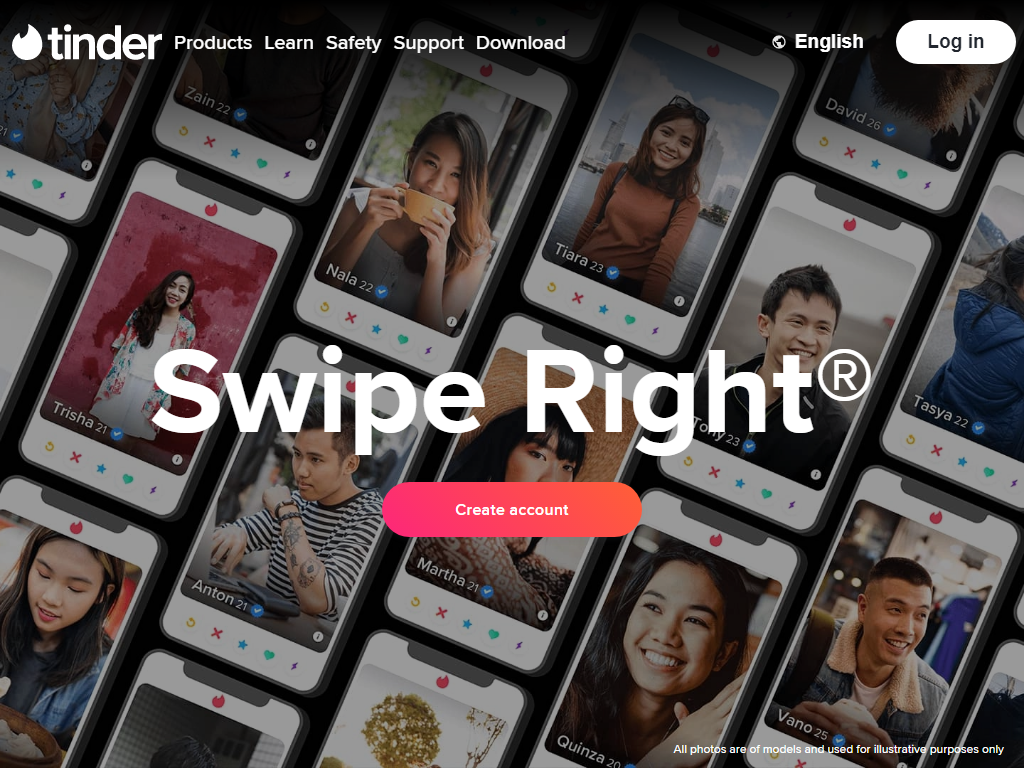 tinder Products Learn Safety Support Download English Log in
Zain 22
David 26
21
Nala 22
Tiara 23
Swipe Right®
Trisha 21
Tony 23
Tasya 22
Create account
Anton 21
Martha 21
Quinza 20
Vano 25
All photos are of models and used for illustrative purposes only